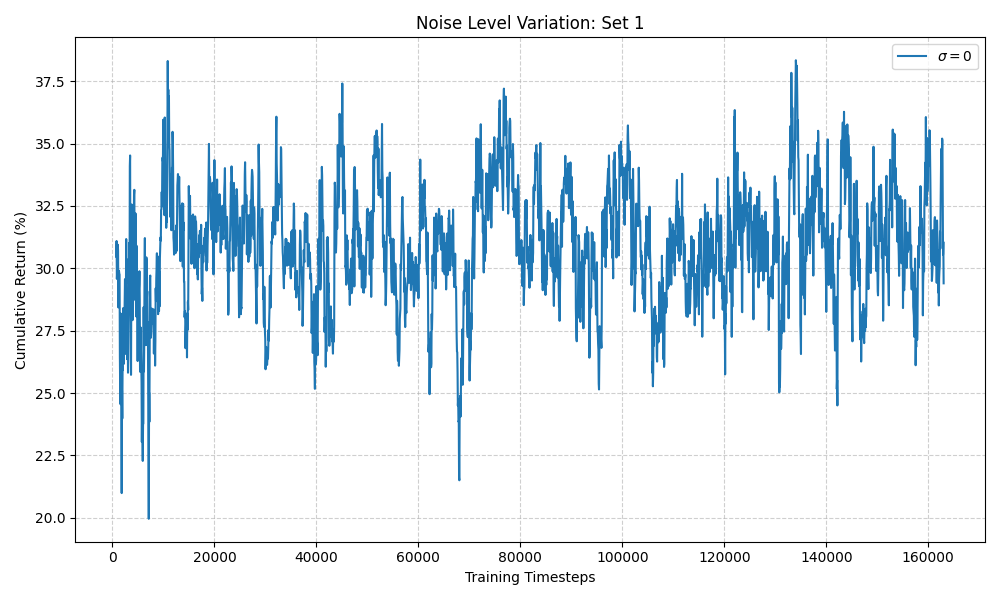 Noise Level Variation: Set 1
σ = 0
Cumulative Return (%)
37.5
35.0
32.5
30.0
27.5
25.0
22.5
20.0
0 20000 40000 60000 80000 100000 120000 140000 160000
Training Timesteps